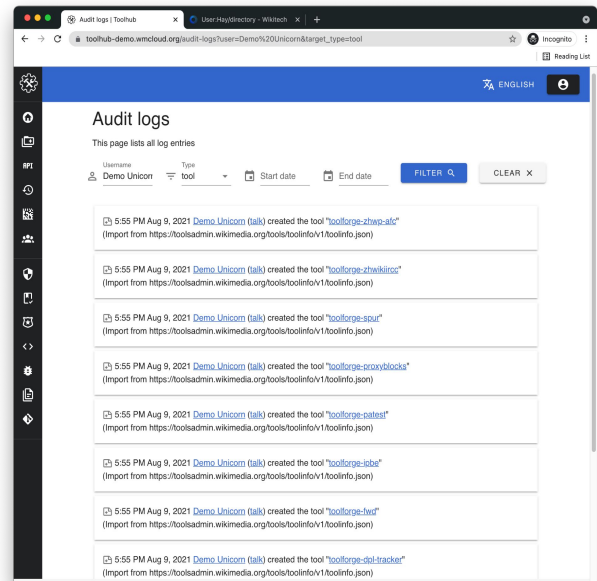 Audit logs | Toolhub
User:Hay/directory - Wikitech
toolhub-demo.wmcloud.org/audit-logs?user=Demo%20Unicorn&target_type=tool
Incognito
Reading List
ENGLISH
API
Audit logs
This page lists all log entries
Username
Demo Unicorn
Type
tool
Start date
End date
FILTER
CLEAR
5:55 PM Aug 9, 2021 Demo Unicorn (talk) created the tool "toolforge-zhwp-afc"
(Import from https://toolsadmin.wikimedia.org/tools/toolinfo/v1/toolinfo.json)
5:55 PM Aug 9, 2021 Demo Unicorn (talk) created the tool "toolforge-zhwikiircc"
(Import from https://toolsadmin.wikimedia.org/tools/toolinfo/v1/toolinfo.json)
5:55 PM Aug 9, 2021 Demo Unicorn (talk) created the tool "toolforge-spur"
(Import from https://toolsadmin.wikimedia.org/tools/toolinfo/v1/toolinfo.json)
5:55 PM Aug 9, 2021 Demo Unicorn (talk) created the tool "toolforge-proxyblocks"
(Import from https://toolsadmin.wikimedia.org/tools/toolinfo/v1/toolinfo.json)
5:55 PM Aug 9, 2021 Demo Unicorn (talk) created the tool "toolforge-patest"
(Import from https://toolsadmin.wikimedia.org/tools/toolinfo/v1/toolinfo.json)
5:55 PM Aug 9, 2021 Demo Unicorn (talk) created the tool "toolforge-ipbe"
(Import from https://toolsadmin.wikimedia.org/tools/toolinfo/v1/toolinfo.json)
5:55 PM Aug 9, 2021 Demo Unicorn (talk) created the tool "toolforge-fwd"
(Import from https://toolsadmin.wikimedia.org/tools/toolinfo/v1/toolinfo.json)
5:55 PM Aug 9, 2021 Demo Unicorn (talk) created the tool "toolforge-dpl-tracker"
(Import from https://toolsadmin.wikimedia.org/tools/toolinfo/v1/toolinfo.json)